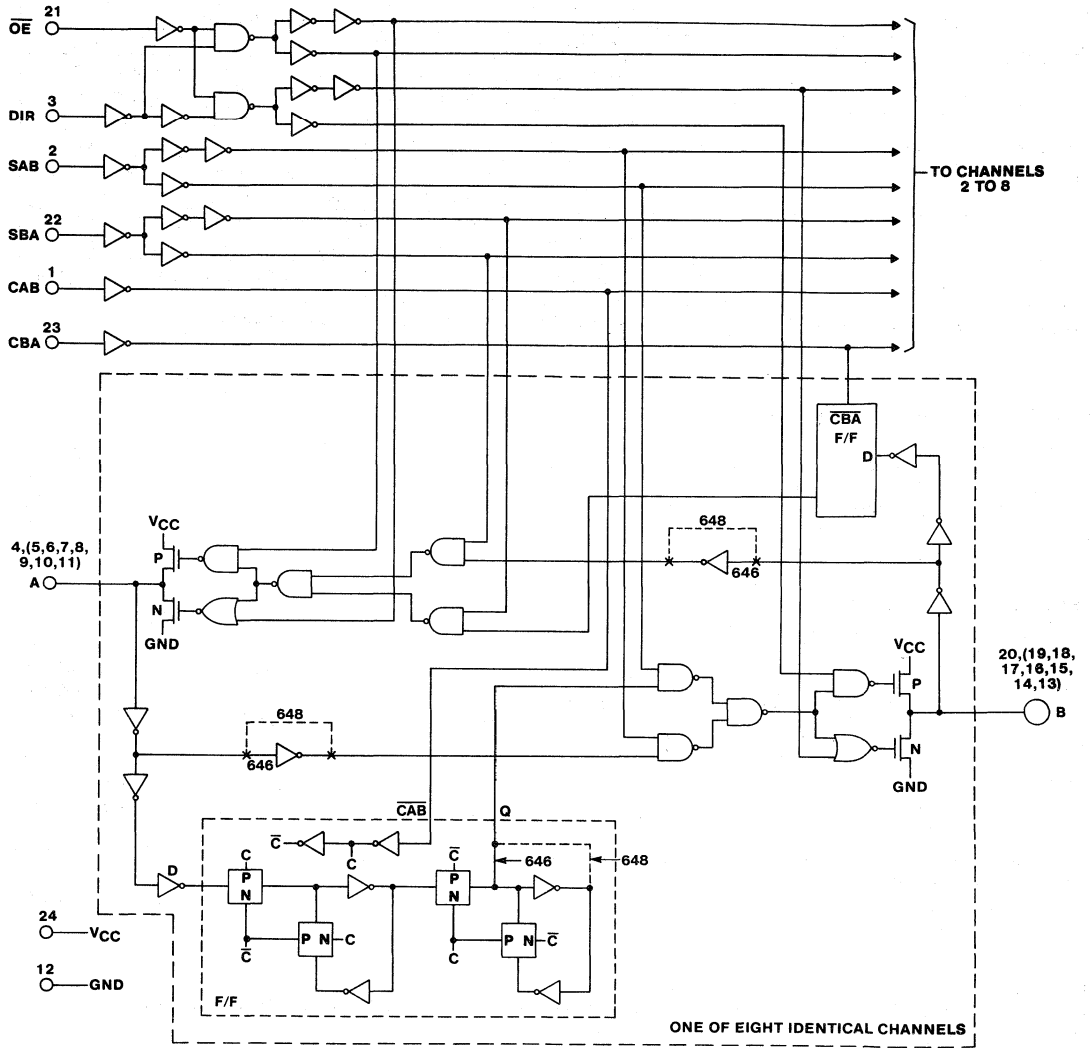 21
OE
3
DIR
2
SAB
22
SBA
1
CAB
23
CBA
TO CHANNELS
2 TO 8
CBA
F/F
D
VCC
P
4,(5,6,7,8,
9,10,11)
A
N
GND
648
646
VCC
P
20,(19,18,
17,16,15,
14,13)
B
N
GND
648
646
CAB
Q
C
C
646
648
D
C
P
N
C
P
N
P N
C
C
P N
C
C
F/F
24
VCC
12
GND
ONE OF EIGHT IDENTICAL CHANNELS